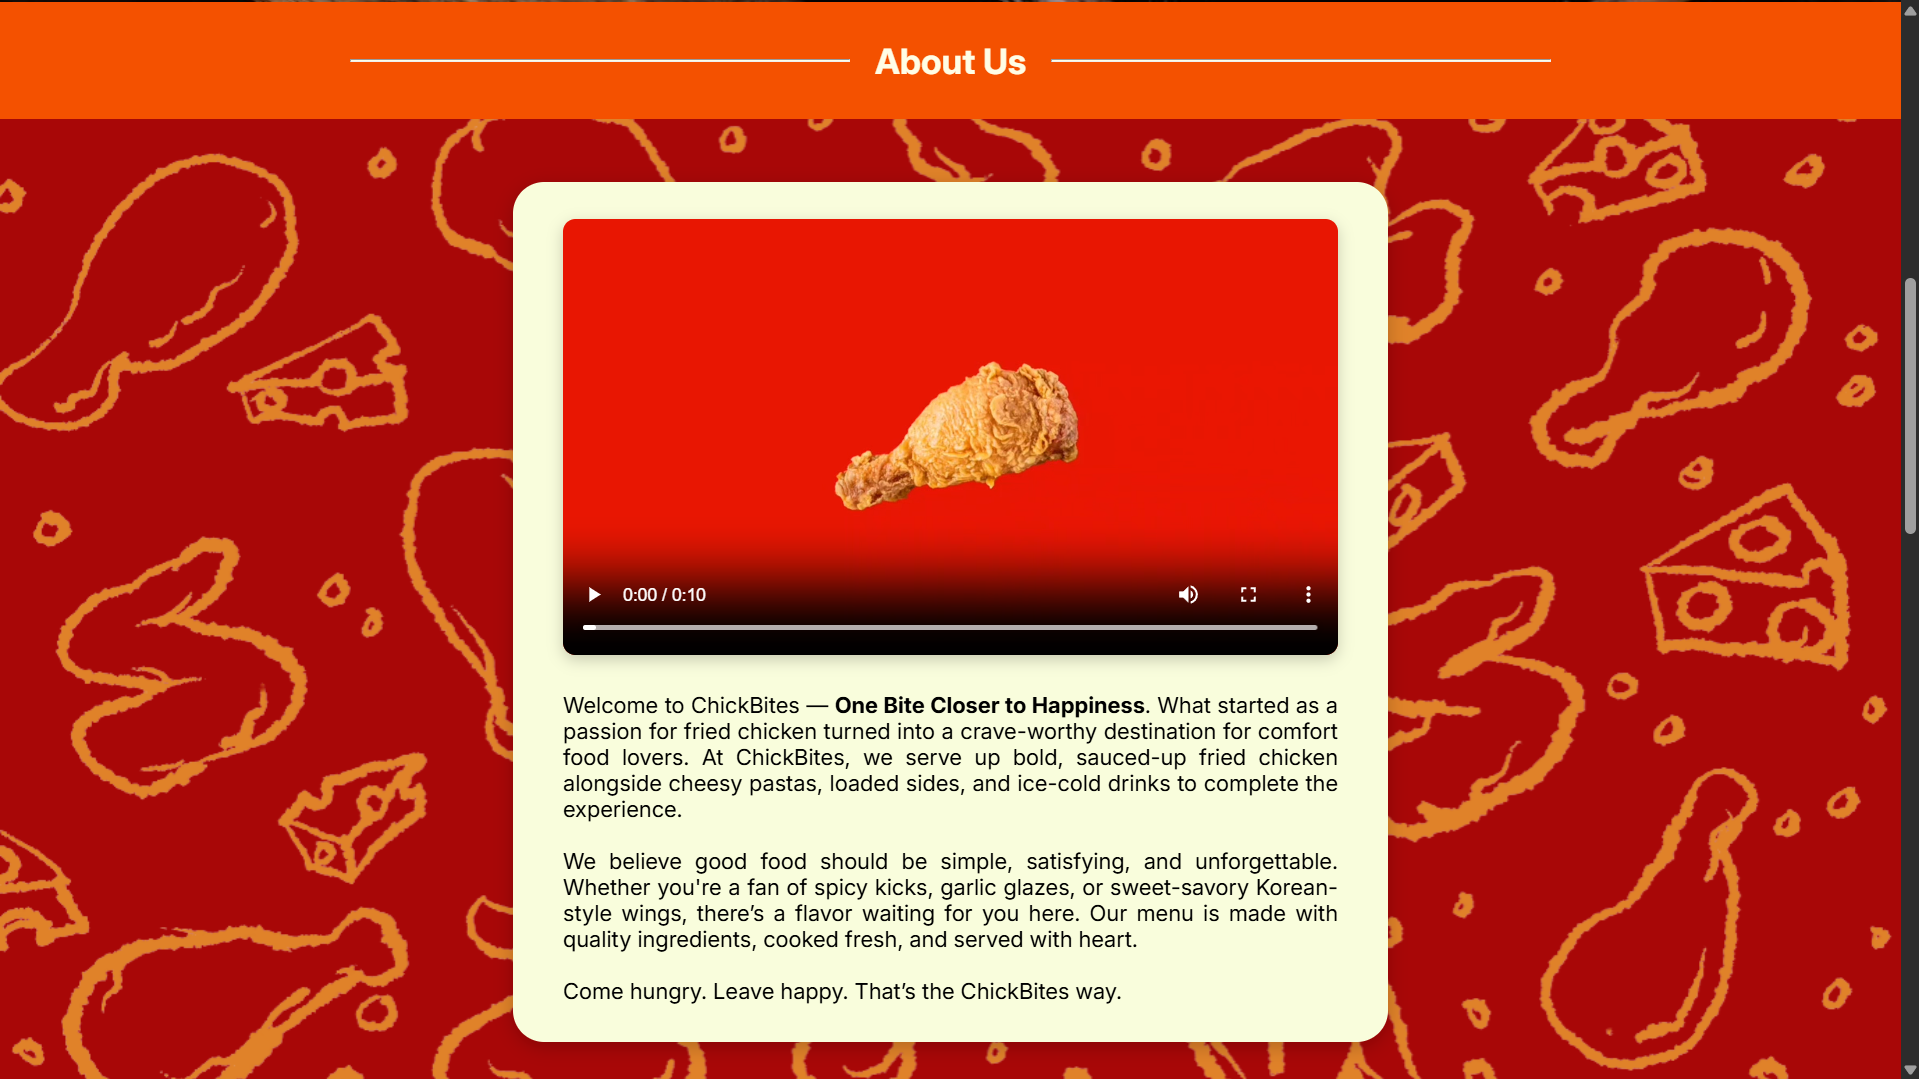 About Us
0:00 / 0:10
Welcome to ChickBites — One Bite Closer to Happiness. What started as a
passion for fried chicken turned into a crave-worthy destination for comfort
food lovers. At ChickBites, we serve up bold, sauced-up fried chicken
alongside cheesy pastas, loaded sides, and ice-cold drinks to complete the
experience.
We believe good food should be simple, satisfying, and unforgettable.
Whether you're a fan of spicy kicks, garlic glazes, or sweet-savory Korean-
style wings, there’s a flavor waiting for you here. Our menu is made with
quality ingredients, cooked fresh, and served with heart.
Come hungry. Leave happy. That’s the ChickBites way.